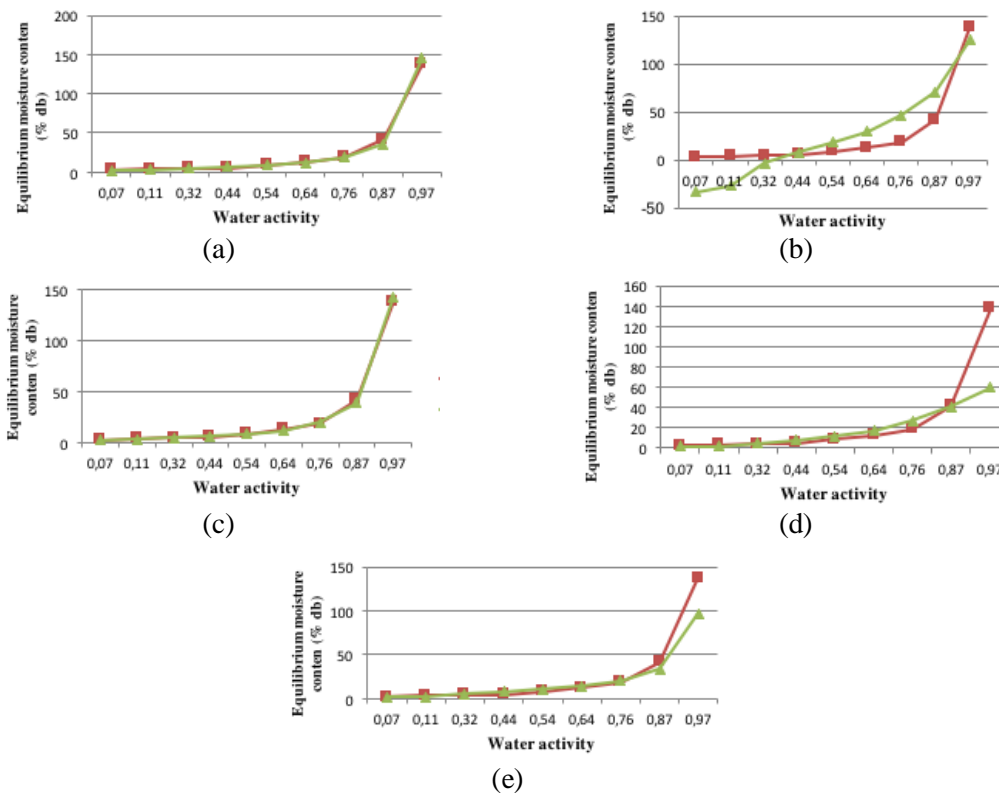 200
150
100
50
0
Equilibrium moisture conten
(% db)
0,07 0,11 0,32 0,44 0,54 0,64 0,76 0,87 0,97
Water activity
(a)
150
100
50
0
-50
Equilibrium moisture conten
(% db)
0,07 0,11 0,32 0,44 0,54 0,64 0,76 0,87 0,97
Water activity
(b)
150
100
50
0
Equilibrium moisture
conten (% db)
0,07 0,11 0,32 0,44 0,54 0,64 0,76 0,87 0,97
Water activity
(c)
160
140
120
100
80
60
40
20
0
Equilibrium moisture conten
(% db)
0,07 0,11 0,32 0,44 0,54 0,64 0,76 0,87 0,97
Water activity
(d)
150
100
50
0
Equilibrium moisture
conten (% db)
0,07 0,11 0,32 0,44 0,54 0,64 0,76 0,87 0,97
Water activity
(e)